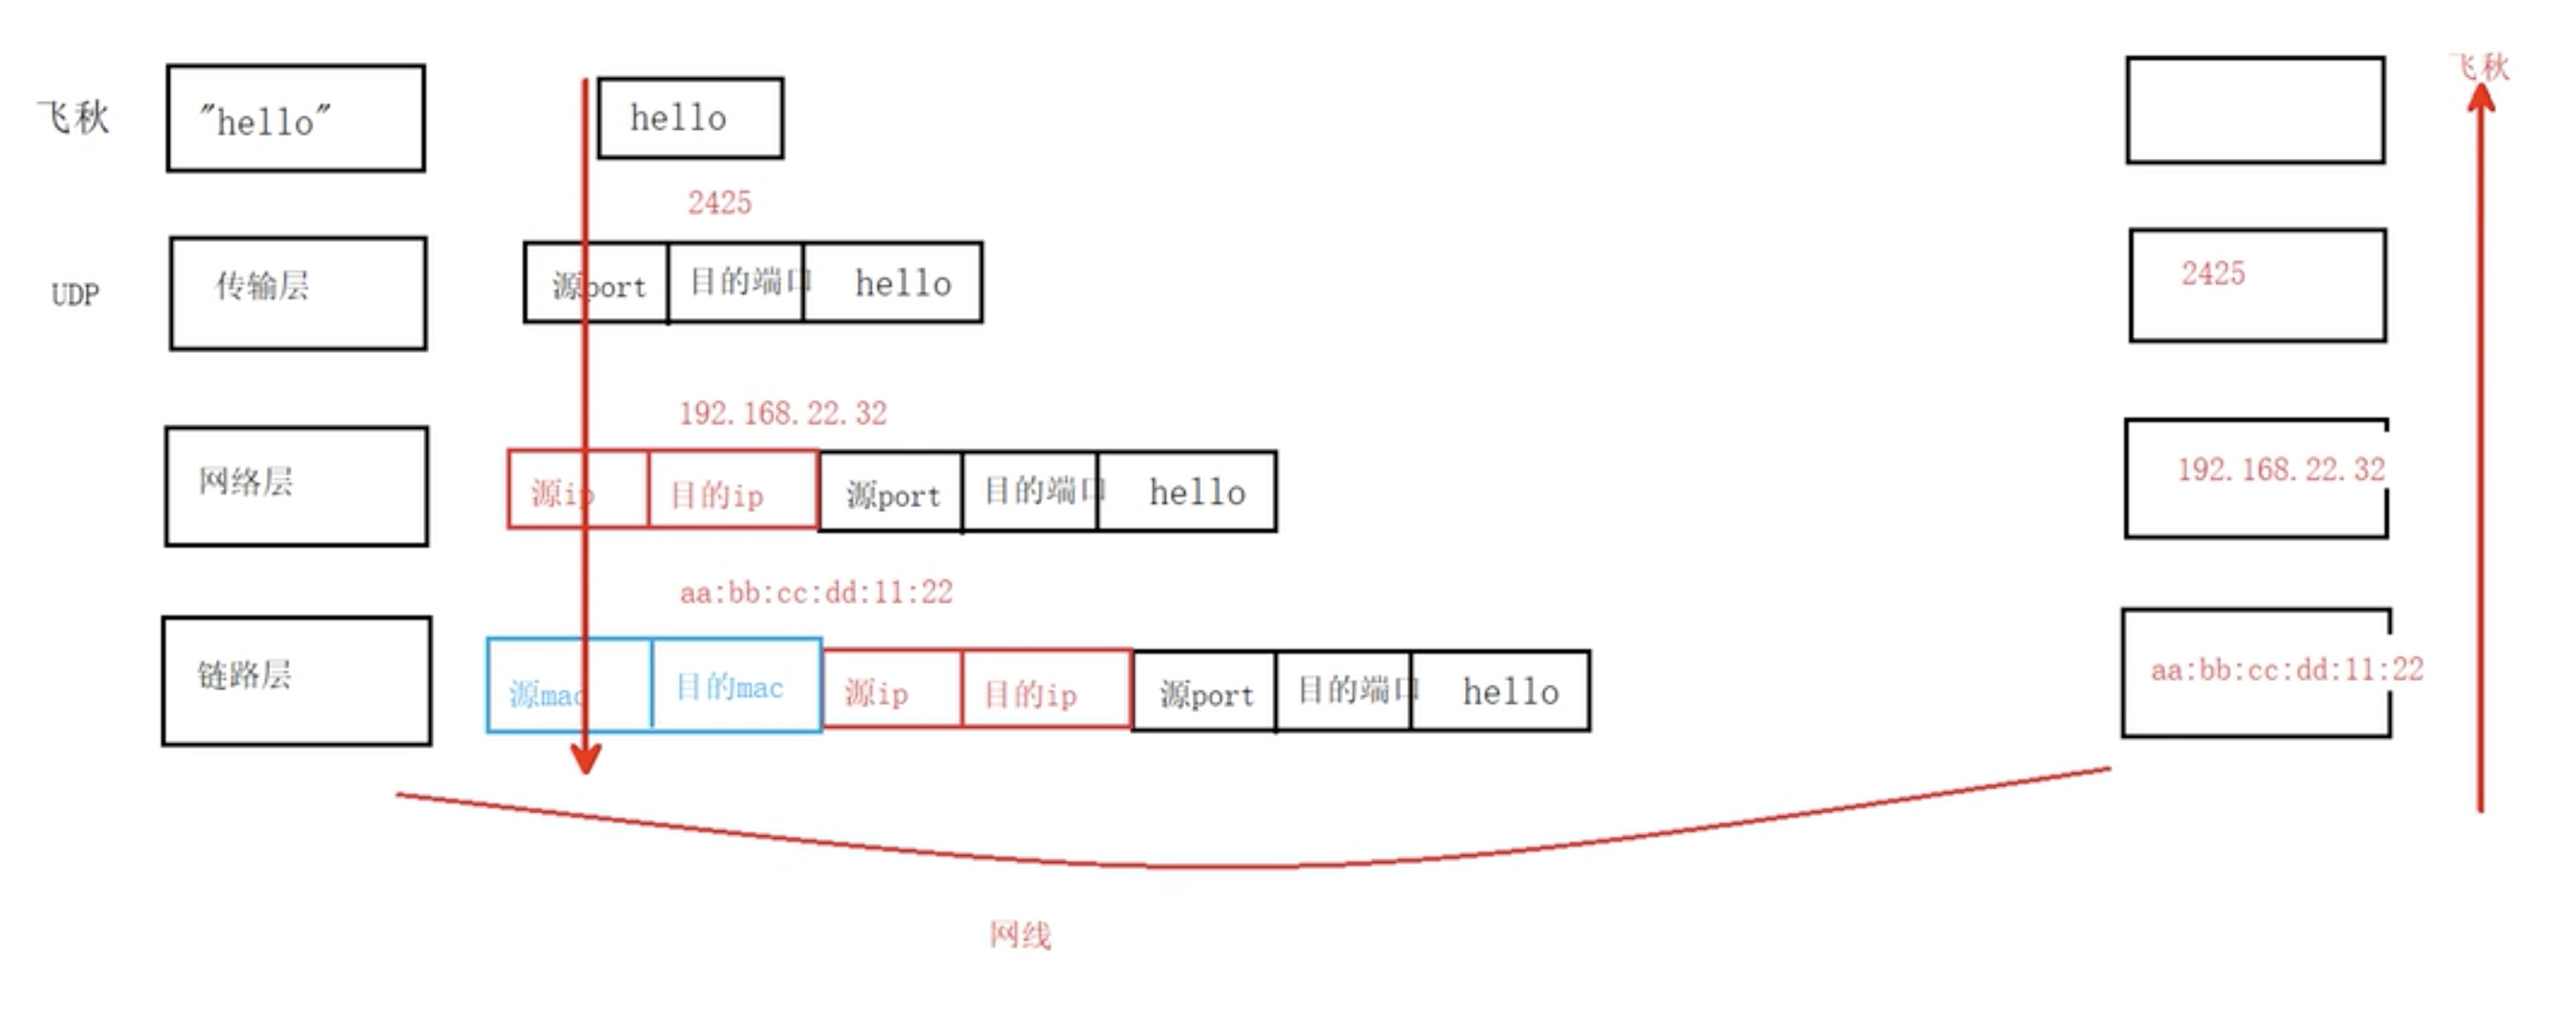 飞秋
"hello"
hello
飞秋
2425
UDP
传输层
源port
目的端口
hello
2425
192.168.22.32
网络层
源ip
目的ip
源port
目的端口
hello
192.168.22.32
aa:bb:cc:dd:11:22
链路层
源mac
目的mac
源ip
目的ip
源port
目的端口
hello
aa:bb:cc:dd:11:22
网线